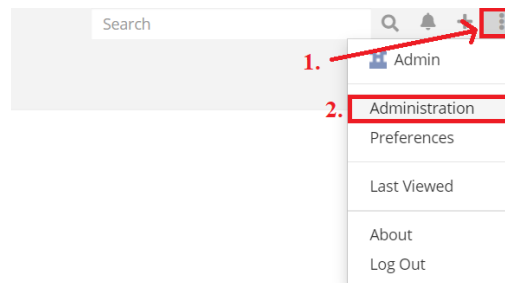 Search
1.
Admin
2.
Administration
Preferences
Last Viewed
About
Log Out